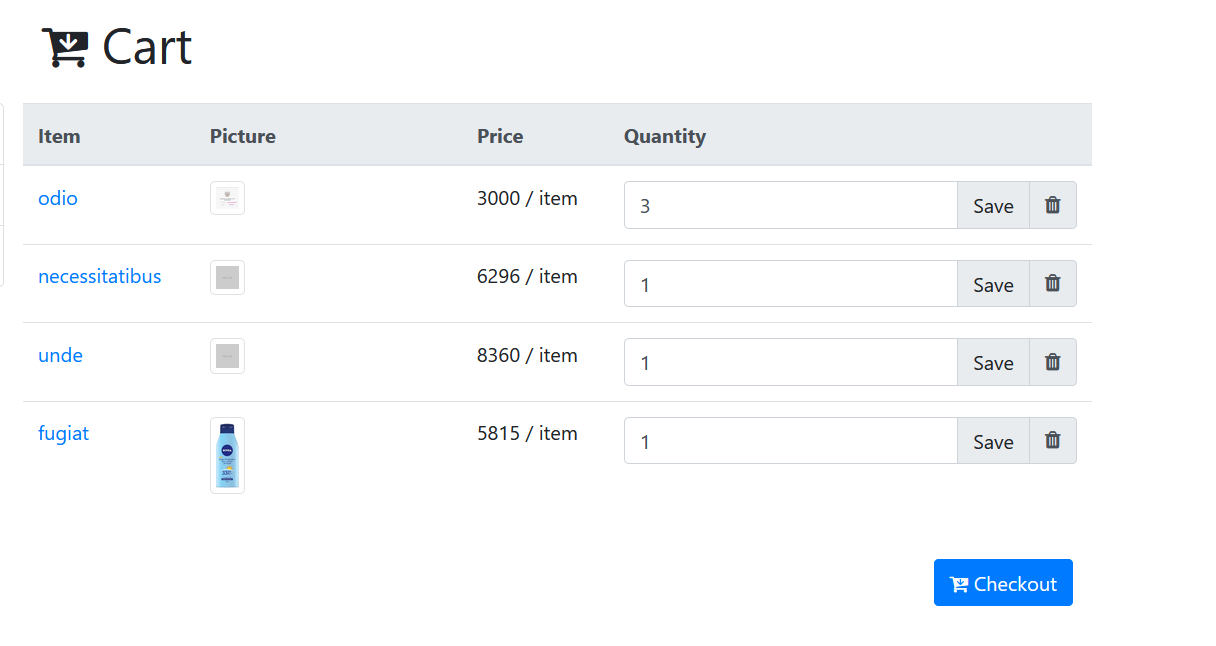 Cart
Item Picture Price Quantity
odio 3000 / item 3 Save
necessitatibus 6296 / item 1 Save
unde 8360 / item 1 Save
fugiat 5815 / item 1 Save
NIVEA
Checkout